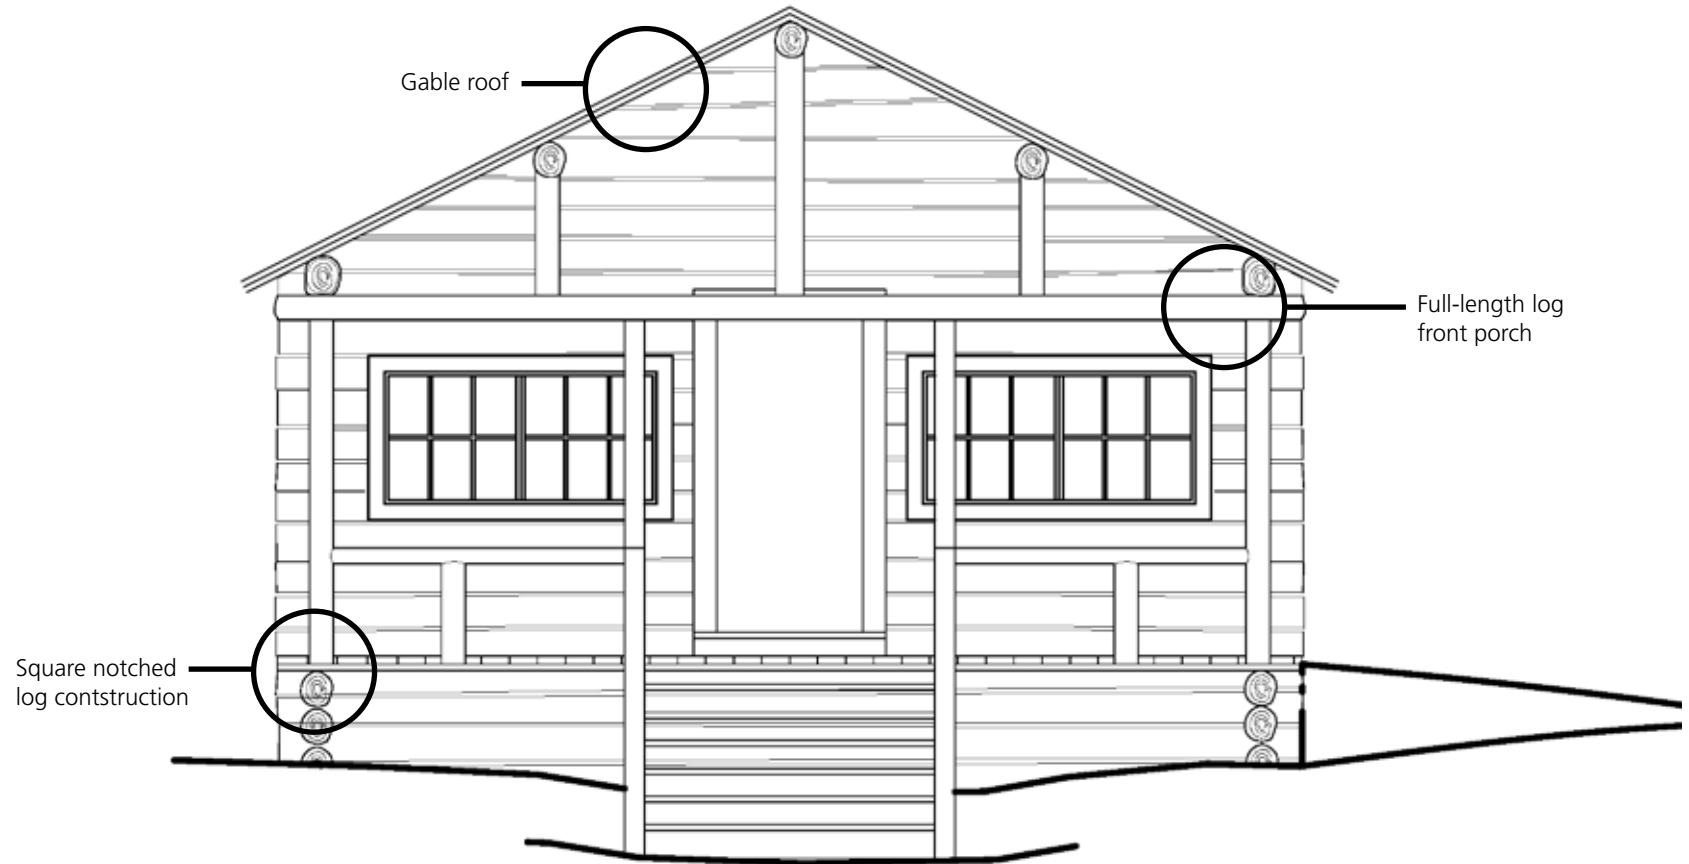 Gable roof
Full-length log
front porch
Square notched
log contstruction